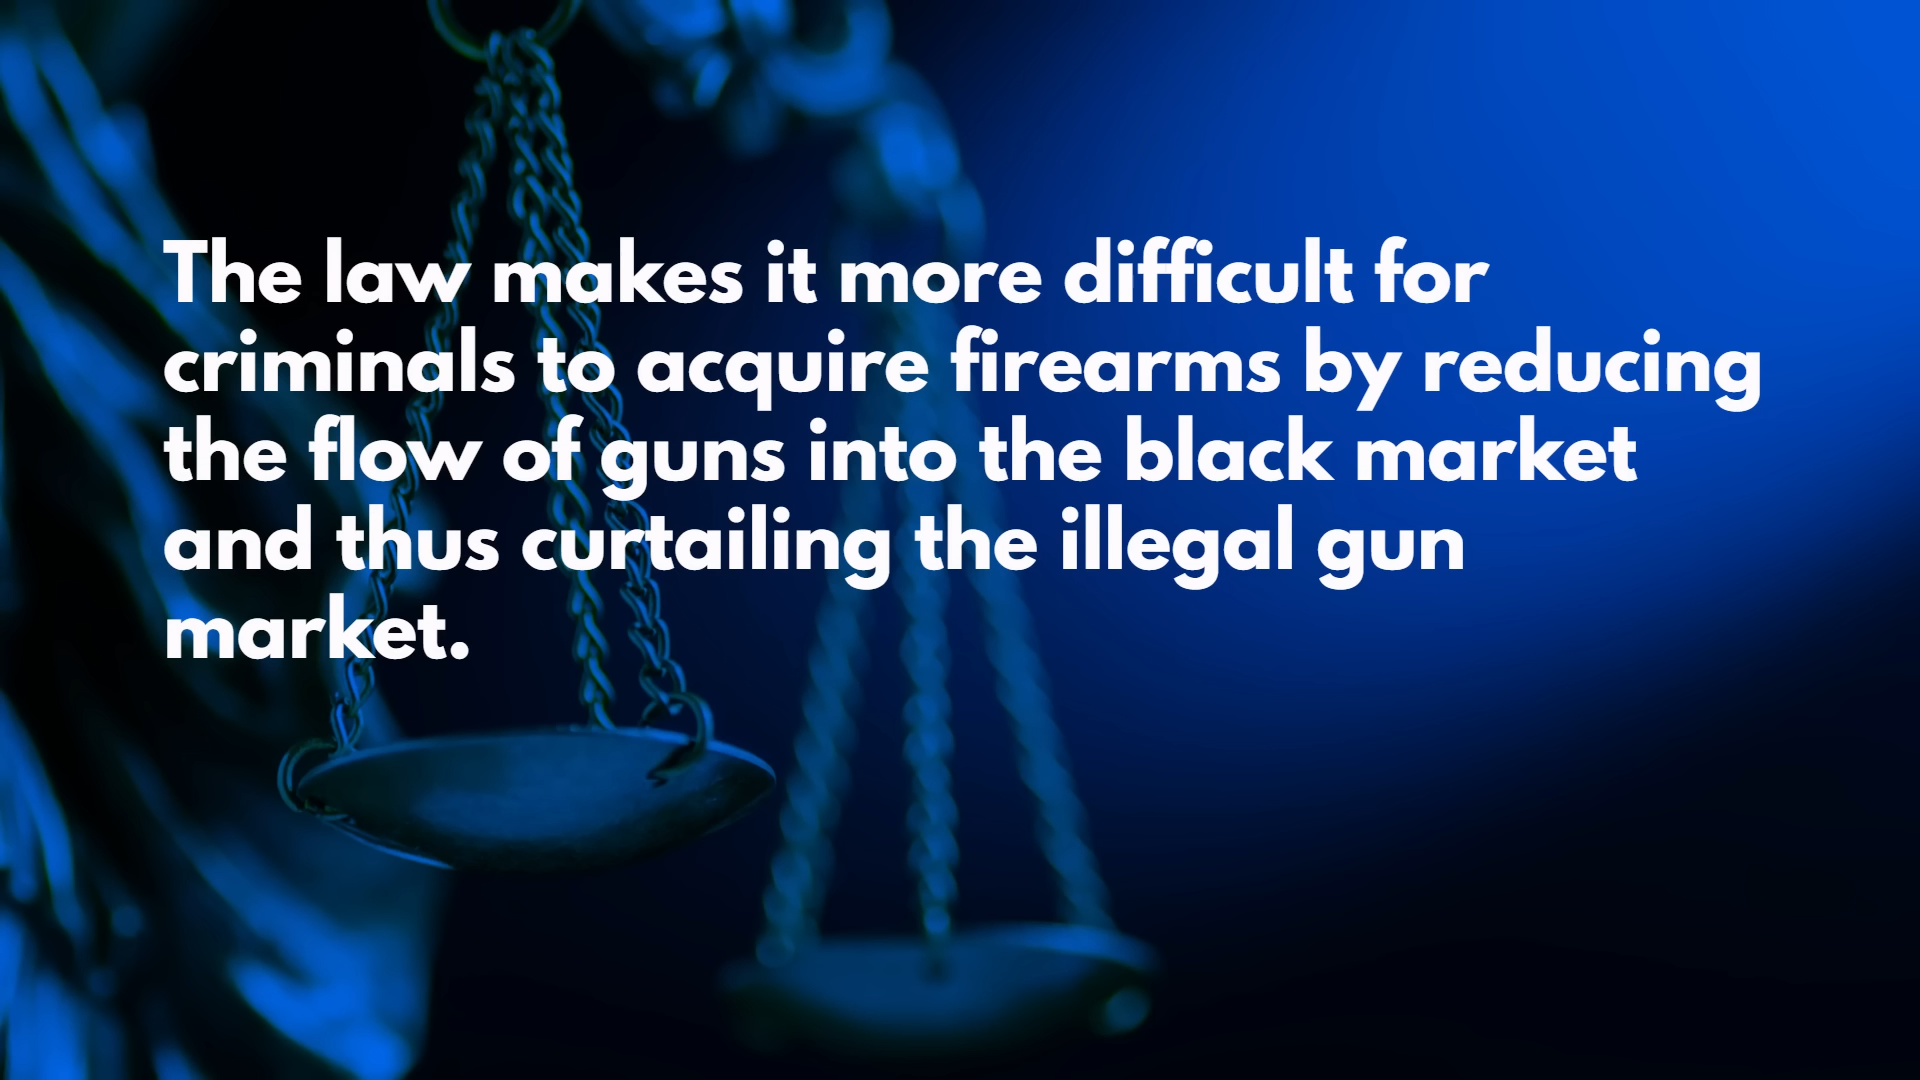 The law makes it more difficult for
criminals to acquire firearms by reducing
the flow of guns into the black market
and thus curtailing the illegal gun
market.